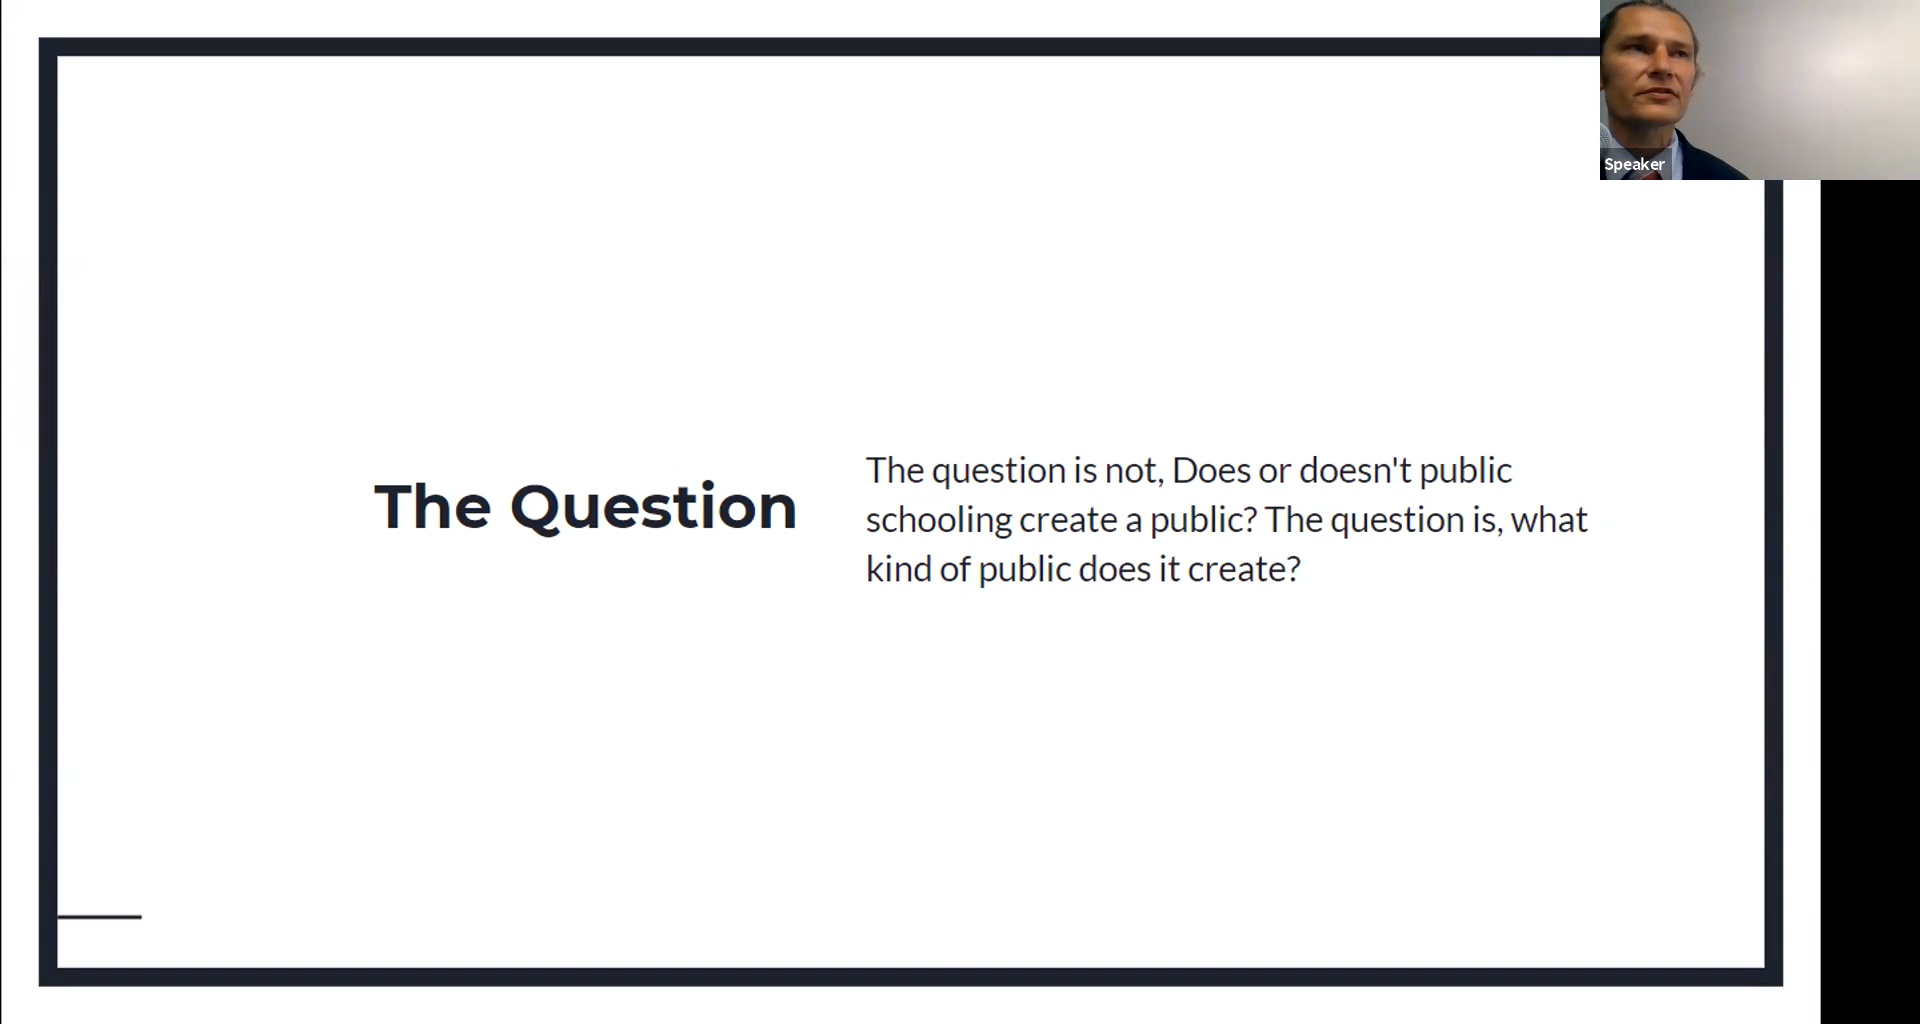 Speaker
The Question
The question is not, Does or doesn't public
schooling create a public? The question is, what
kind of public does it create?